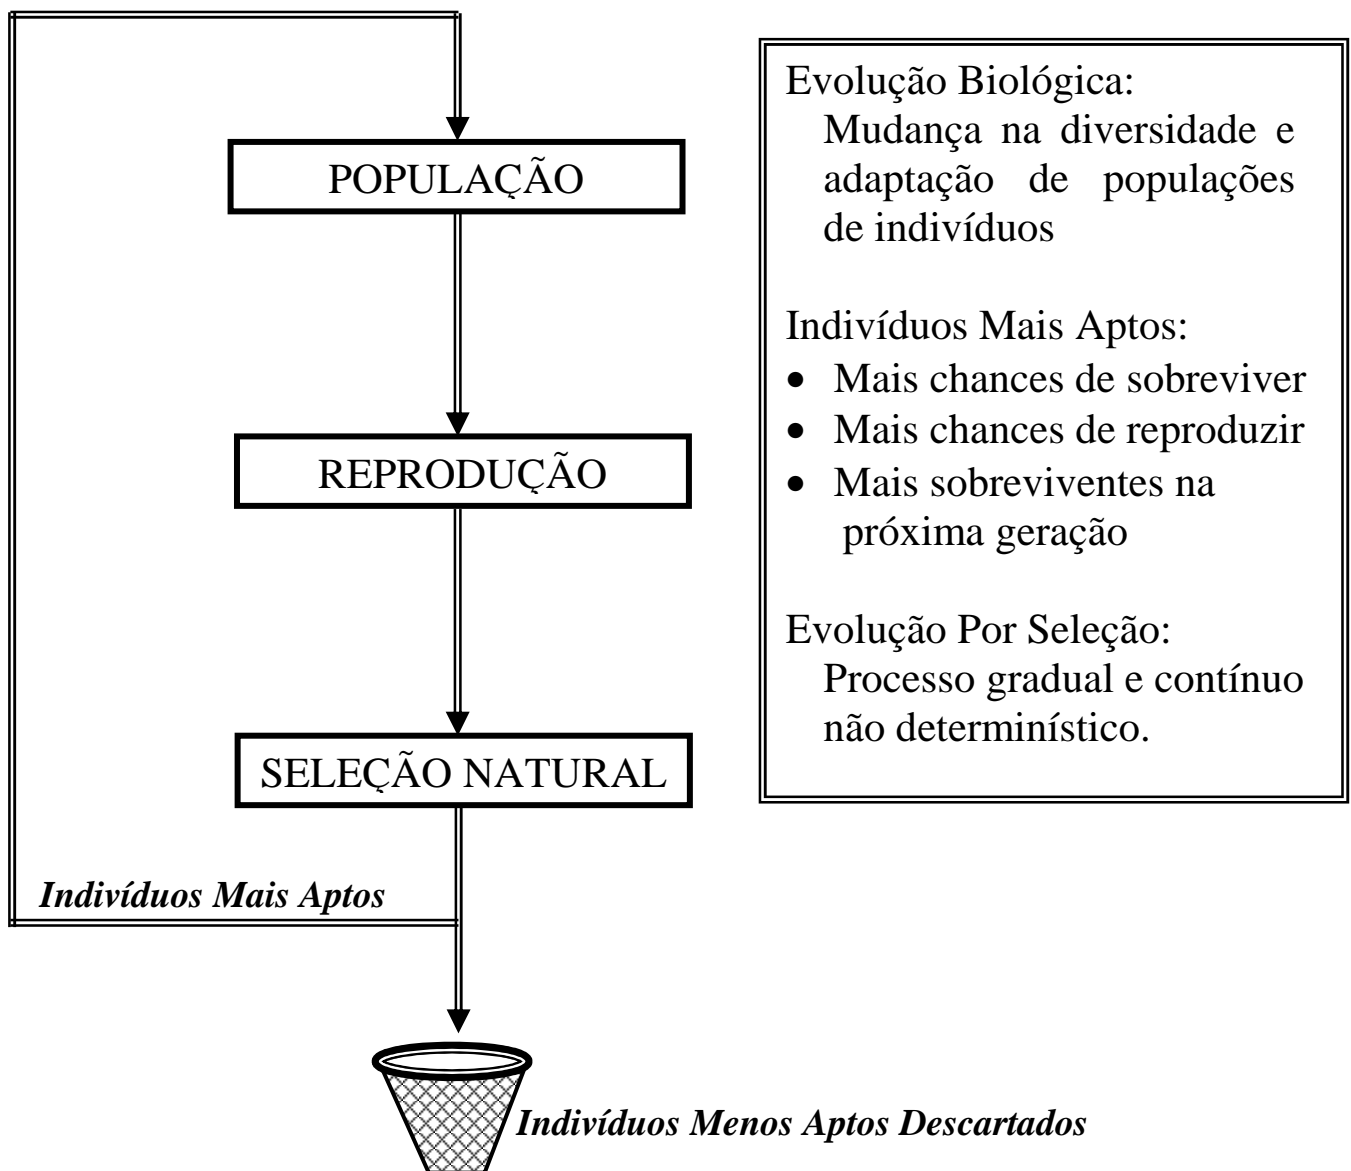 POPULAÇÃO
REPRODUÇÃO
SELEÇÃO NATURAL
Indivíduos Mais Aptos
Indivíduos Menos Aptos Descartados
Evolução Biológica:
Mudança na diversidade e
adaptação de populações
de indivíduos
Indivíduos Mais Aptos:
• Mais chances de sobreviver
• Mais chances de reproduzir
• Mais sobreviventes na
próxima geração
Evolução Por Seleção:
Processo gradual e contínuo
não determinístico.